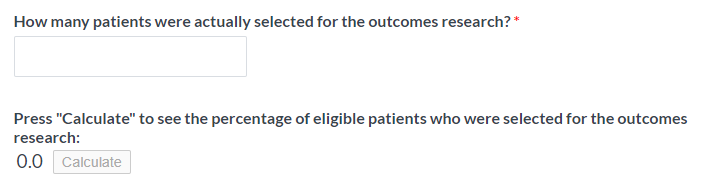 How many patients were actually selected for the outcomes research? *
Press "Calculate" to see the percentage of eligible patients who were selected for the outcomes
research:
0.0 Calculate